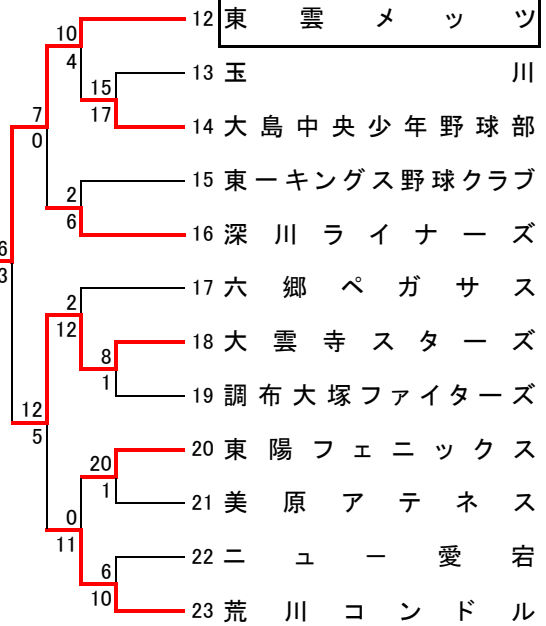 12 東雲メッツ
10
4
15
13 玉川
17
7
14 大島中央少年野球部
0
15 東一キングス野球クラブ
2
6
16 深川ライナーズ
6
3
17 六郷ペガサス
2
12
18 大雲寺スターズ
8
1
19 調布大塚ファイターズ
12
5
20 東陽フェニックス
20
1
21 美原アテネス
0
11
22 ニュー愛宕
6
10
23 荒川コンドル